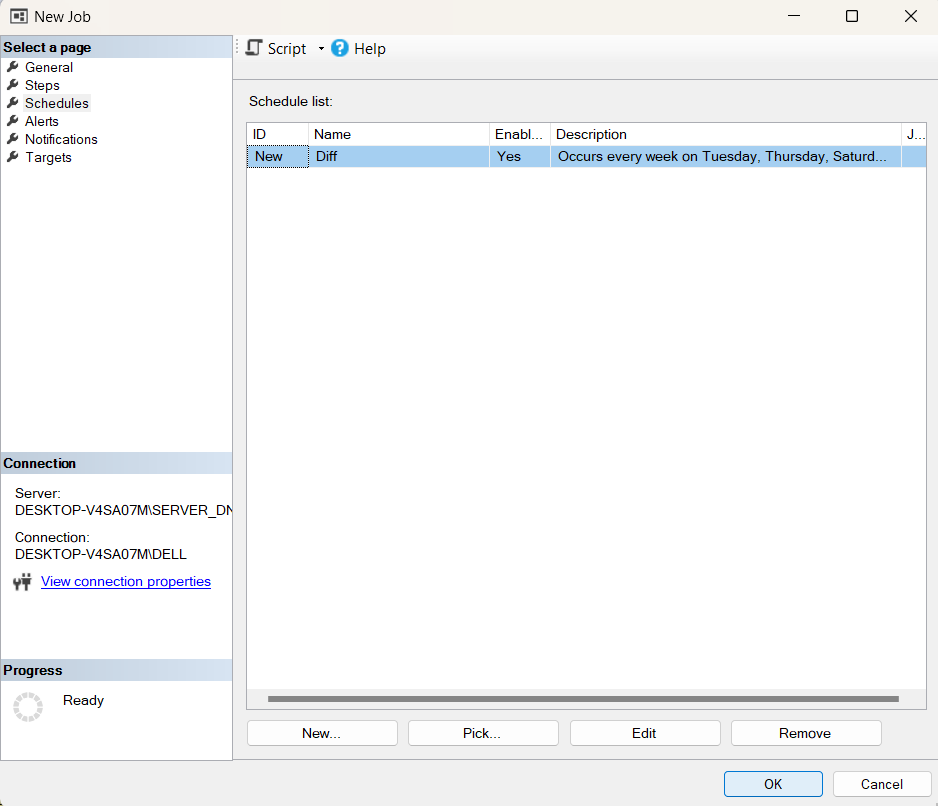 New Job
Select a page
General
Steps
Schedules
Alerts
Notifications
Targets
Script
Help
Schedule list:
ID Name Enabl... Description J...
New Diff Yes Occurs every week on Tuesday, Thursday, Saturd...
Connection
Server:
DESKTOP-V4SA07M\SERVER_DN
Connection:
DESKTOP-V4SA07M\DELL
View connection properties
Progress
Ready
New... Pick... Edit Remove
OK Cancel